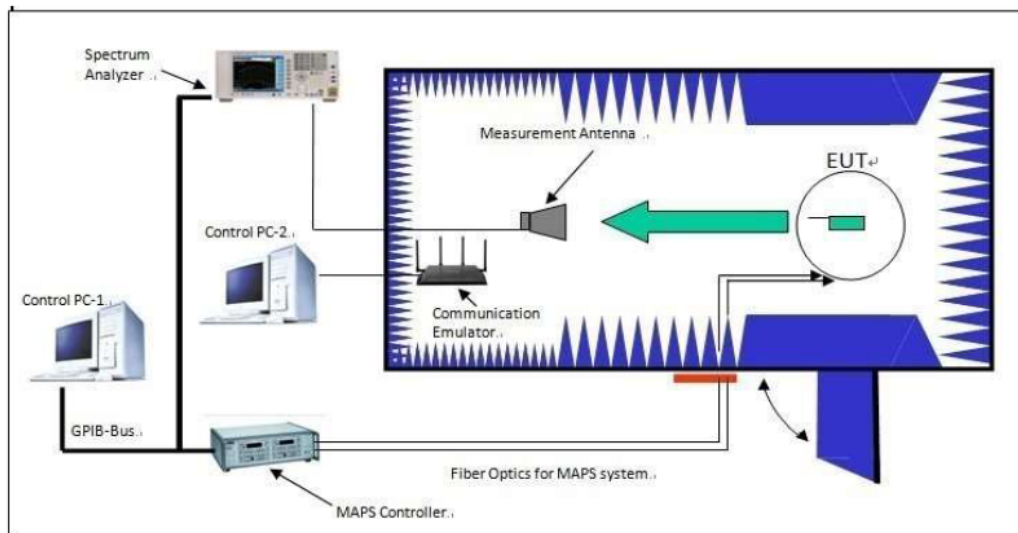 Spectrum
Analyzer
Measurement Antenna
EUT
Control PC-2
Control PC-1
Communication
Emulator
GPIB-Bus
Fiber Optics for MAPS system
MAPS Controller